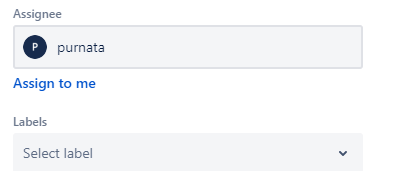 Assignee
P purnata
Assign to me
Labels
Select label